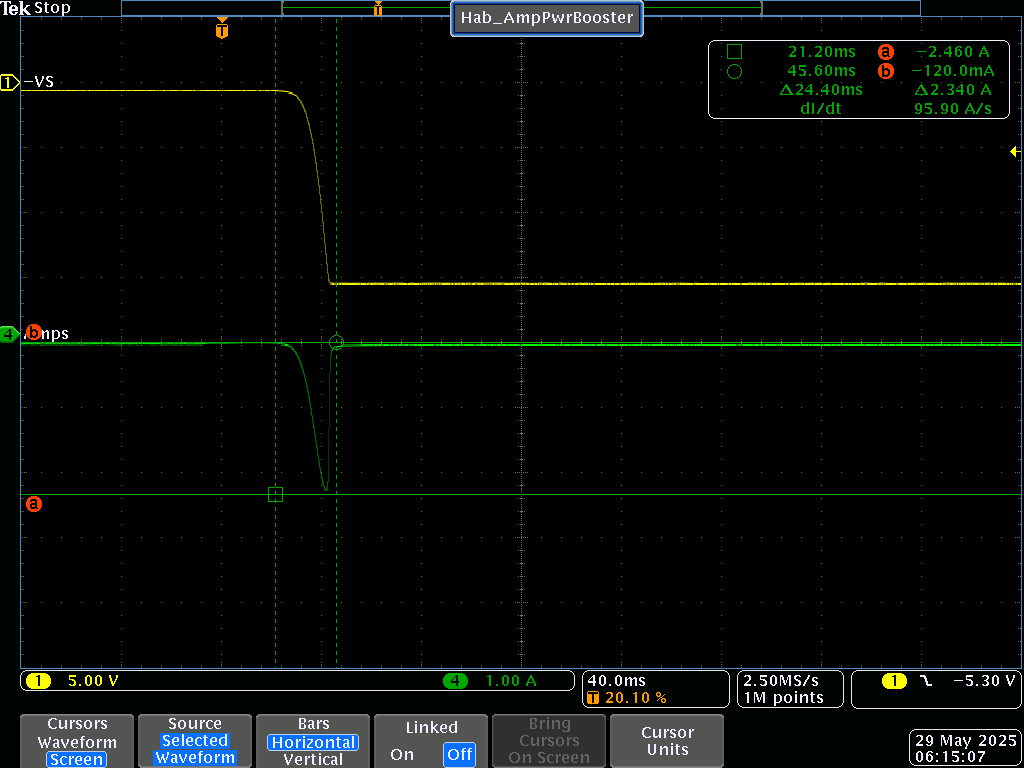 Tek Stop
T
T
Hab_AmpPwrBooster
21.20ms a −2.460 A
45.60ms b −120.0mA
Δ24.40ms Δ2.340 A
dI/dt 95.90 A/s
1 −VS
4 b mps
a
1 5.00 V 4 1.00 A
40.0ms
T 20.10 %
2.50MS/s
1M points
1 −5.30 V
Cursors
Waveform
Screen
Source
Selected
Waveform
Bars
Horizontal
Vertical
Linked
On Off
Bring
Cursors
On Screen
Cursor
Units
29 May 2025
06:15:07